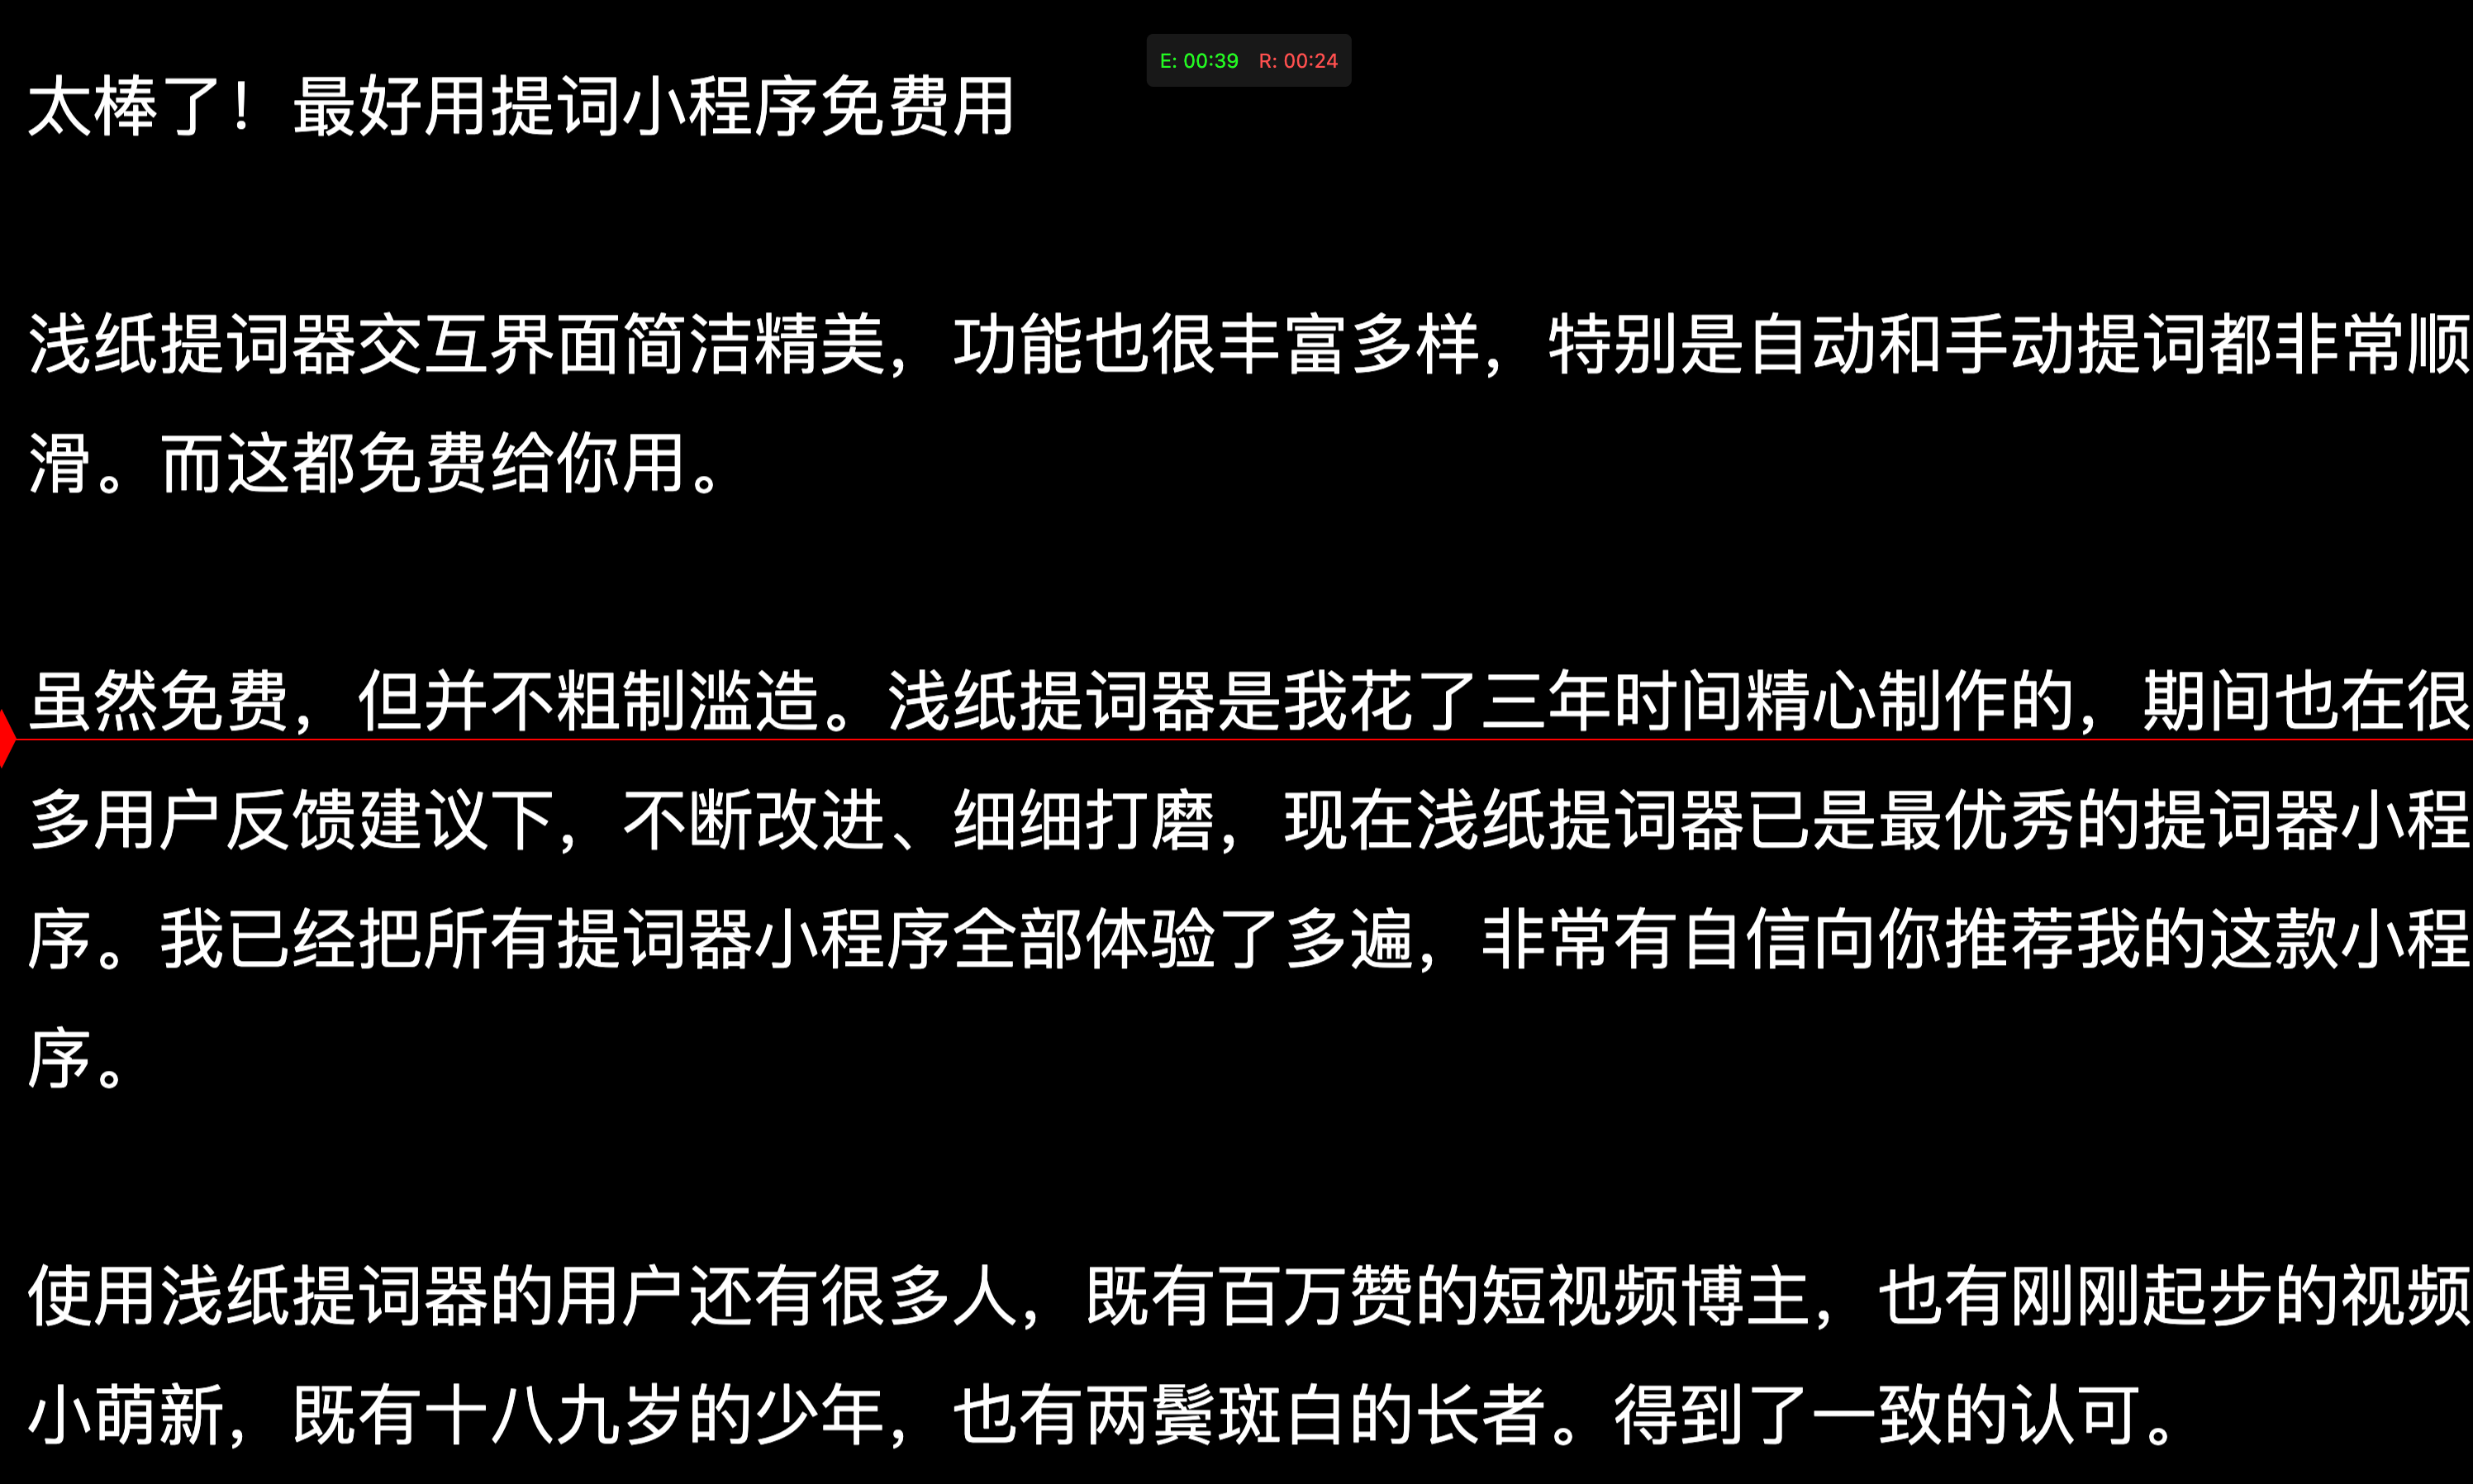 E: 00:39 R: 00:24
太棒了！最好用提词小程序免费用
浅纸提词器交互界面简洁精美，功能也很丰富多样，特别是自动和手动提词都非常顺
滑。而这都免费给你用。
虽然免费，但并不粗制滥造。浅纸提词器是我花了三年时间精心制作的，期间也在很
多用户反馈建议下，不断改进、细细打磨，现在浅纸提词器已是最优秀的提词器小程
序。我已经把所有提词器小程序全部体验了多遍，非常有自信向你推荐我的这款小程
序。
使用浅纸提词器的用户还有很多人，既有百万赞的短视频博主，也有刚刚起步的视频
小萌新，既有十八九岁的少年，也有两鬓斑白的长者。得到了一致的认可。